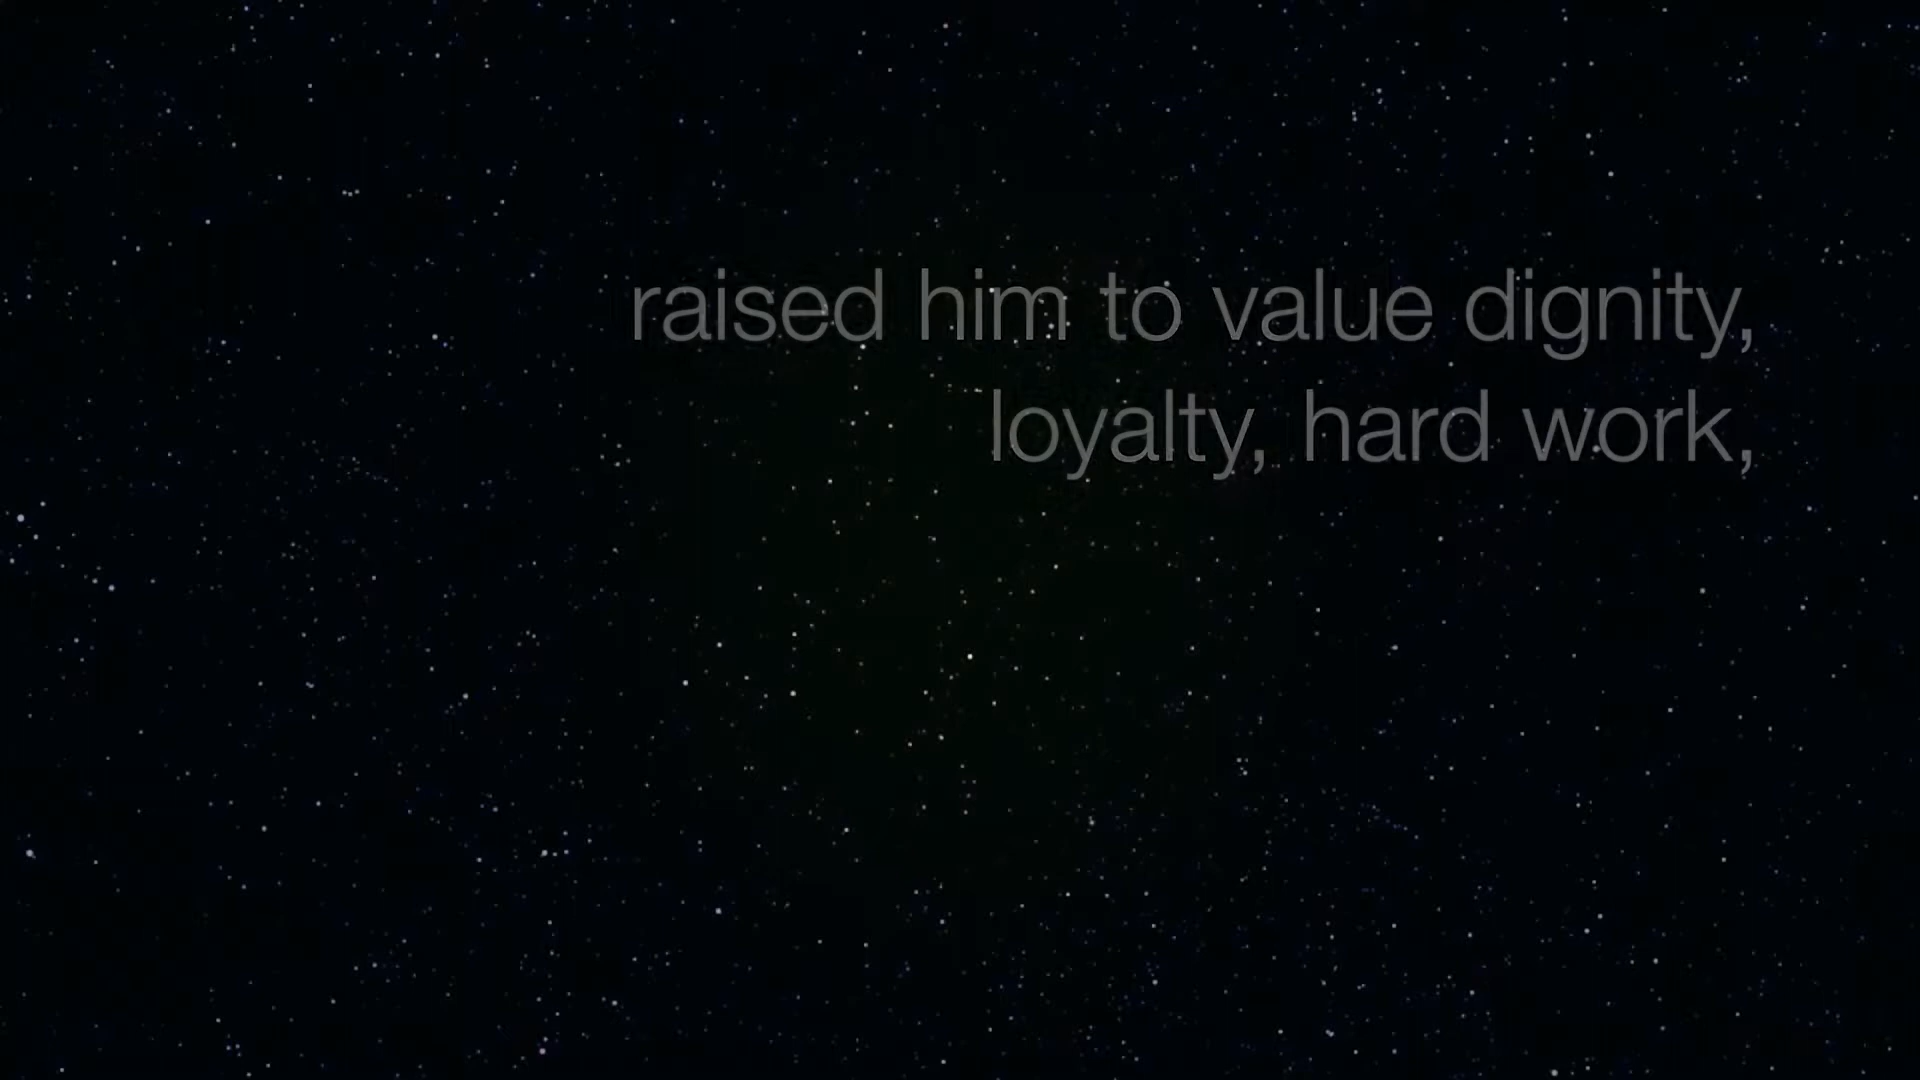 raised him to value dignity,
loyalty, hard work,